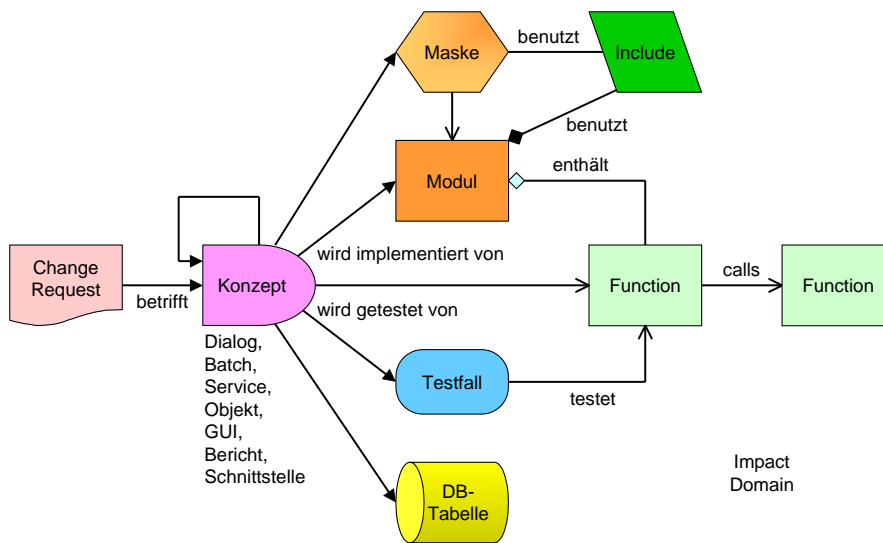 benutzt
Maske
Include
benutzt
Modul
enthält
wird implementiert von
Change
Request
betrifft
Konzept
Function
calls
Function
wird getestet von
Dialog,
Batch,
Service,
Objekt,
GUI,
Bericht,
Schnittstelle
Testfall
testet
DB-
Tabelle
Impact
Domain